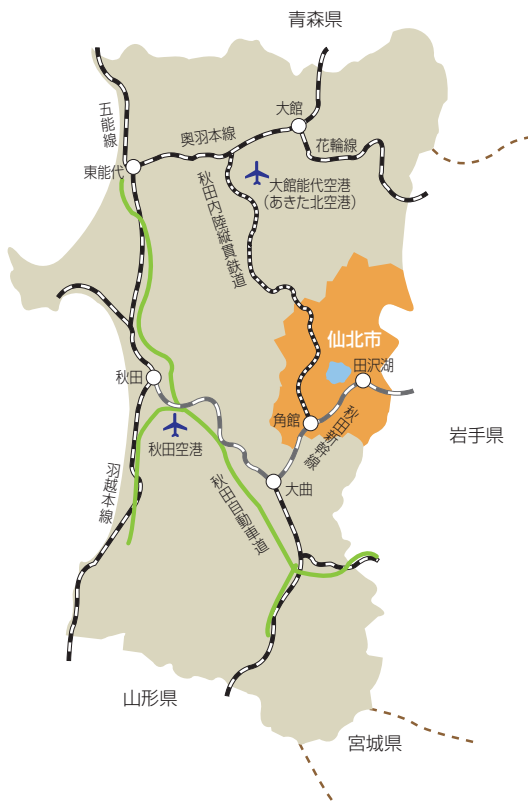 青森県
大館
五能線
奥羽本線
花輪線
東能代
大館能代空港
（あきた北空港）
秋田内陸縦貫鉄道
仙北市
田沢湖
秋田
角館
秋田新幹線
岩手県
秋田空港
羽越本線
大曲
秋田自動車道
山形県
宮城県